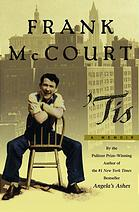 FRANK
McCOURT
'Tis
A MEMOIR
By the
Pulitzer Prize-Winning
Author of
the #1 New York Times
Bestseller
Angela's Ashes